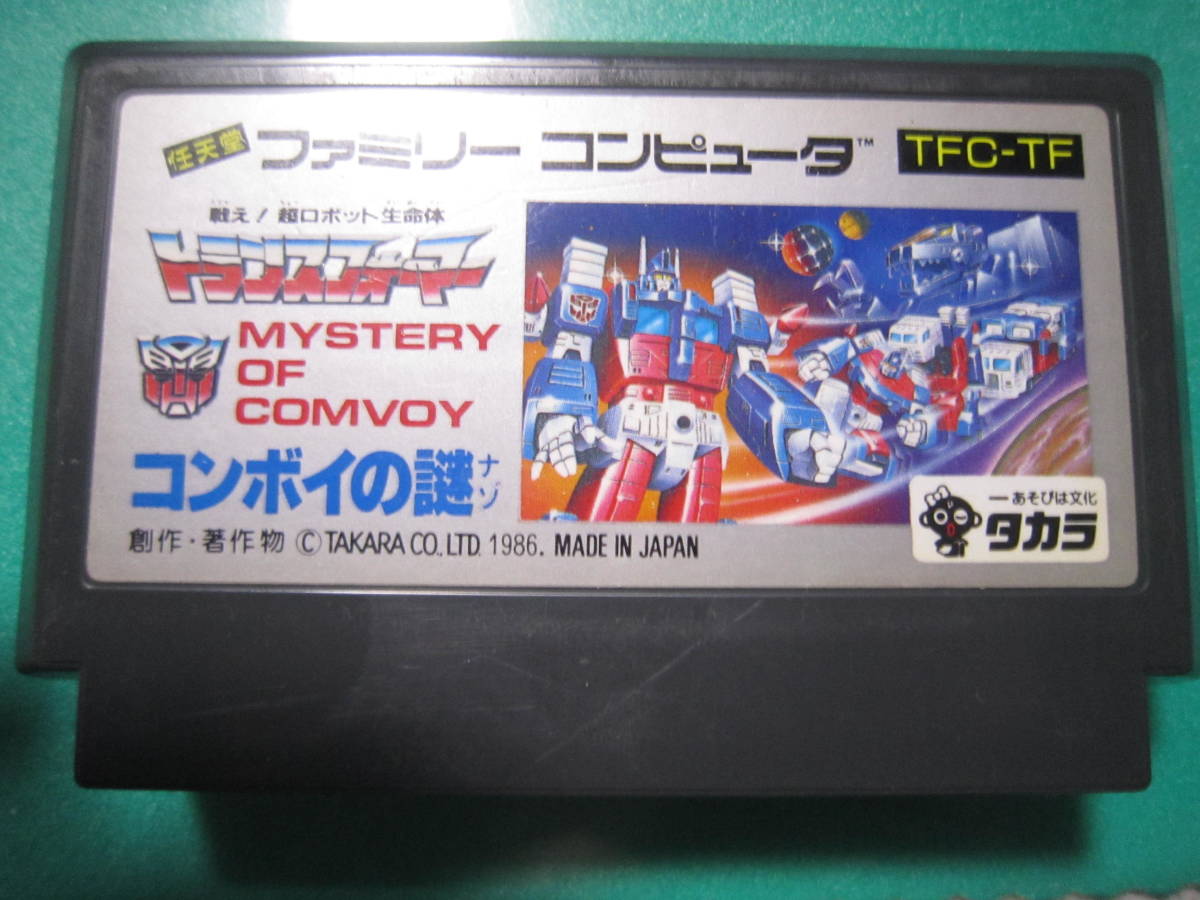 任天堂 ファミリー コンピュータ™ TFC-TF
戦え! 超ロボット生命体
トランスフォーマー
MYSTERY
OF
COMVOY
コンボイの謎
ナゾ
創作・著作物 © TAKARA CO., LTD. 1986. MADE IN JAPAN
あそびは文化
タカラ